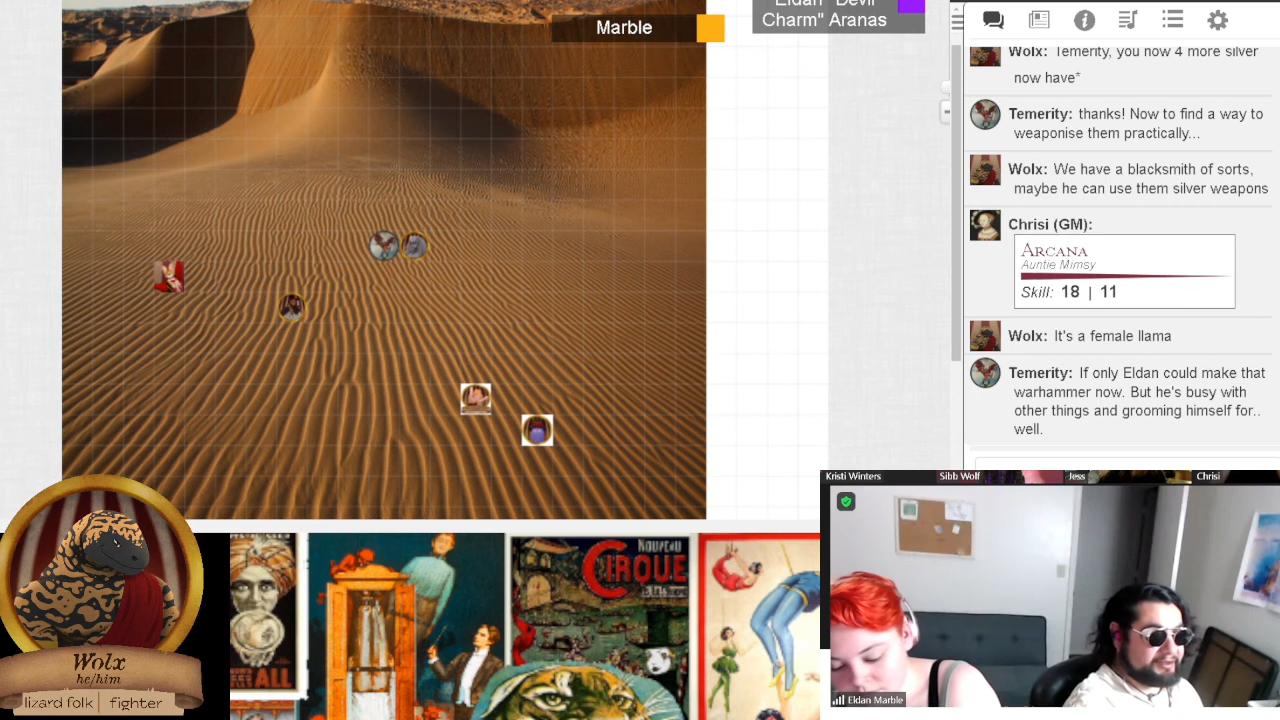 Eldan "Devil
Charm" Aranas
Marble
Wolx: Temerity, you now 4 more silver
now have*
Temerity: thanks! Now to find a way to
weaponise them practically...
Wolx: We have a blacksmith of sorts,
maybe he can use them silver weapons
Chrisi (GM):
Arcana
Auntie Mimsy
Skill: 18 | 11
Wolx: It's a female llama
Temerity: If only Eldan could make that
warhammer now. But he's busy with
other things and grooming himself for..
well.
Kristi Winters
Sibb Wolf
Jess
Chrisi
Eldan Marble
Wolx
he/him
lizard folk | fighter
ALL
NOUVEAU
CIRQUE